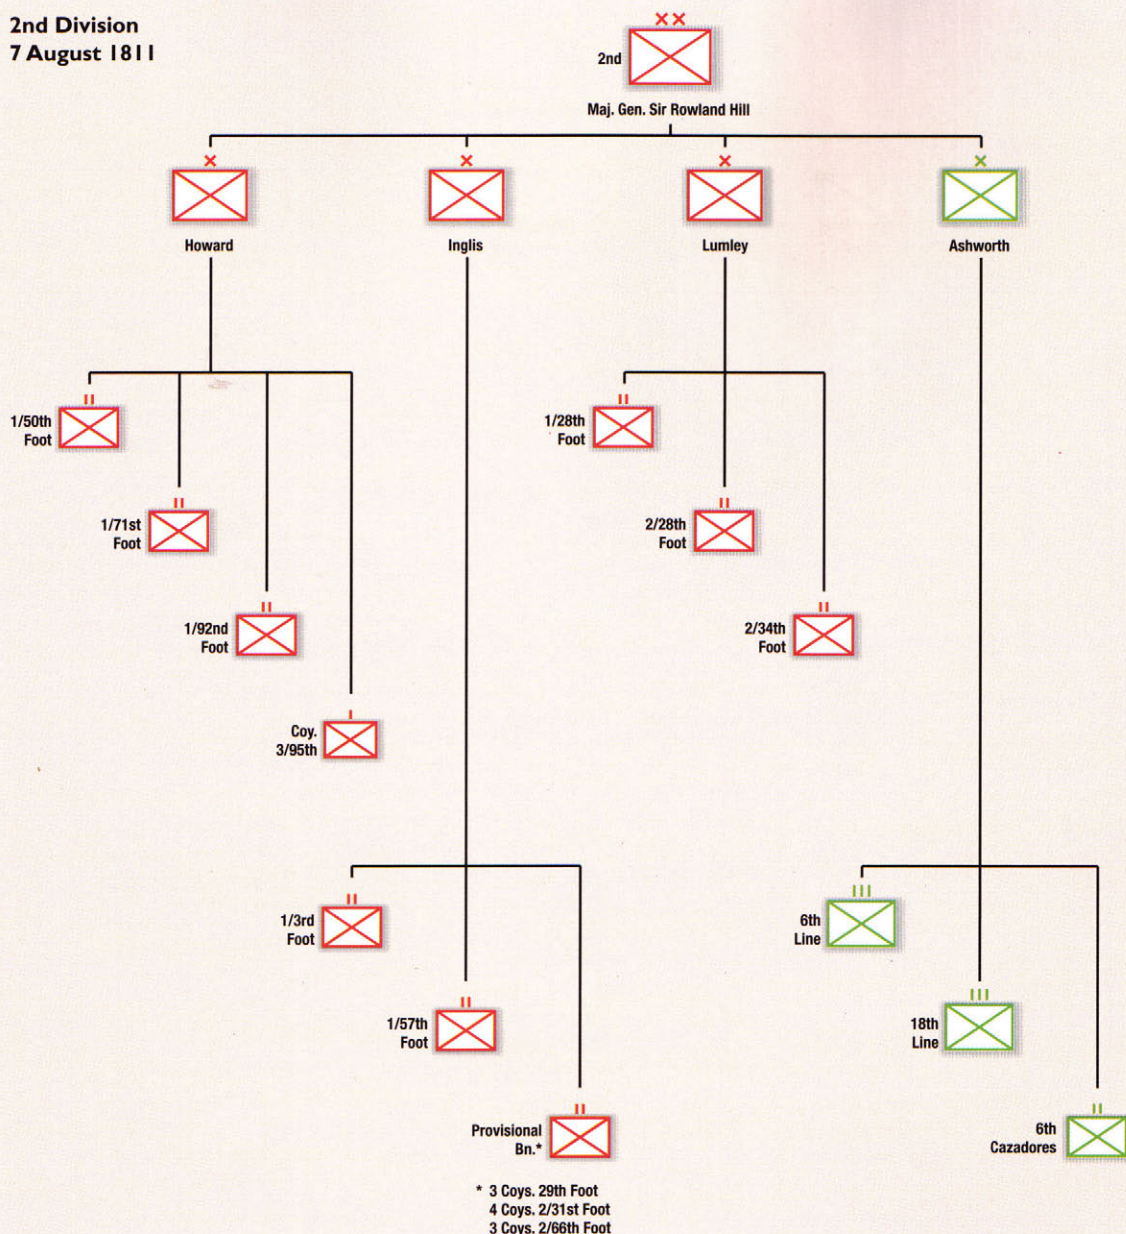 2nd Division
7 August 1811
2nd
Maj. Gen. Sir Rowland Hill
Howard
Inglis
Lumley
Ashworth
1/50th
Foot
1/28th
Foot
1/71st
Foot
2/28th
Foot
1/92nd
Foot
2/34th
Foot
Coy.
3/95th
1/3rd
Foot
6th
Line
1/57th
Foot
18th
Line
Provisional
Bn.*
6th
Cazadores
* 3 Coys. 29th Foot
4 Coys. 2/31st Foot
3 Coys. 2/66th Foot